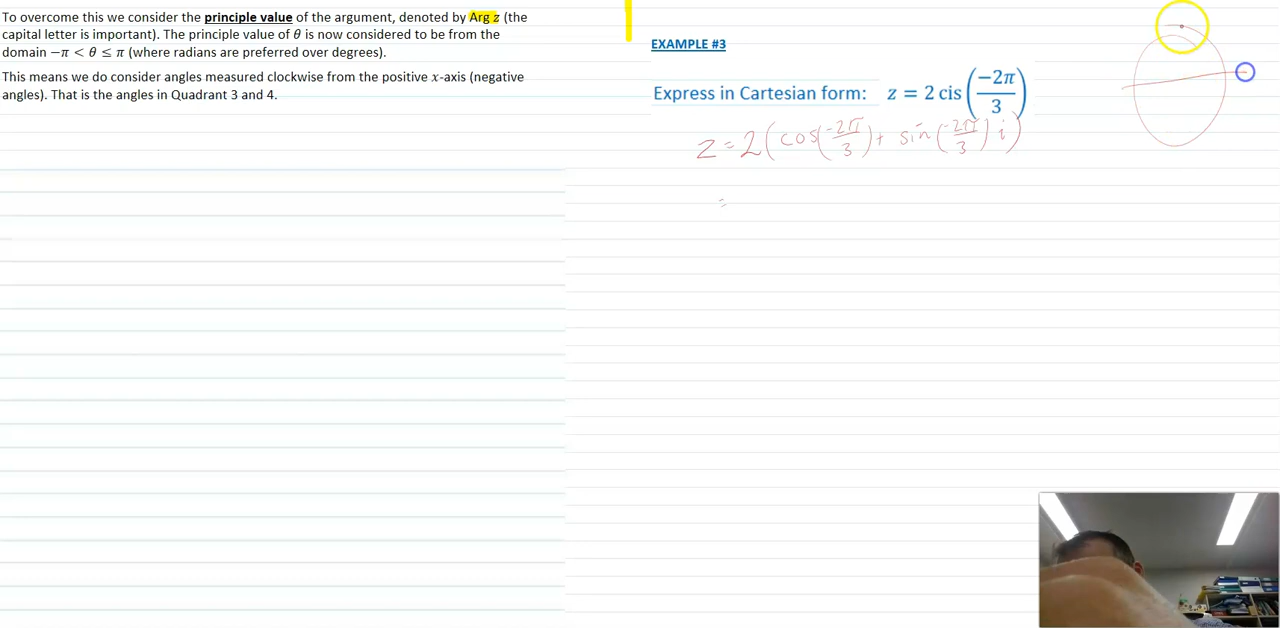 To overcome this we consider the principle value of the argument, denoted by Arg z (the
capital letter is important). The principle value of θ is now considered to be from the
domain −π < θ ≤ π (where radians are preferred over degrees).
This means we do consider angles measured clockwise from the positive x-axis (negative
angles). That is the angles in Quadrant 3 and 4.
EXAMPLE #3
Express in Cartesian form: z = 2 cis (−2π/3)
z = 2(cos(-2π/3) + sin(-2π/3) i)
=